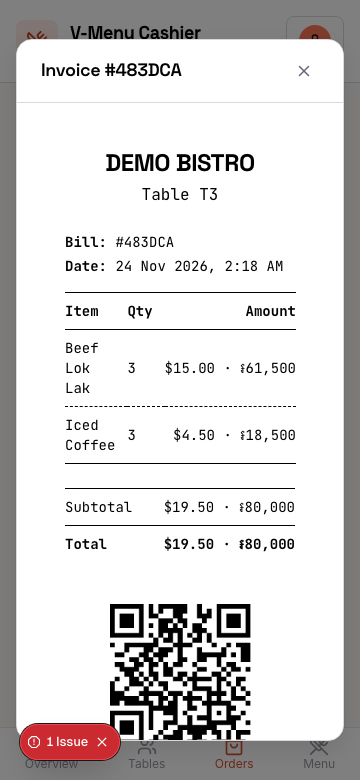 V-Menu Cashier
Invoice #483DCA
DEMO BISTRO
Table T3
Bill: #483DCA
Date: 24 Nov 2026, 2:18 AM
Item Qty Amount
Beef
Lok 3 $15.00 · ៛61,500
Lak
Iced
Coffee 3 $4.50 · ៛18,500
Subtotal $19.50 · ៛80,000
Total $19.50 · ៛80,000
1 Issue
Overview Tables Orders Menu